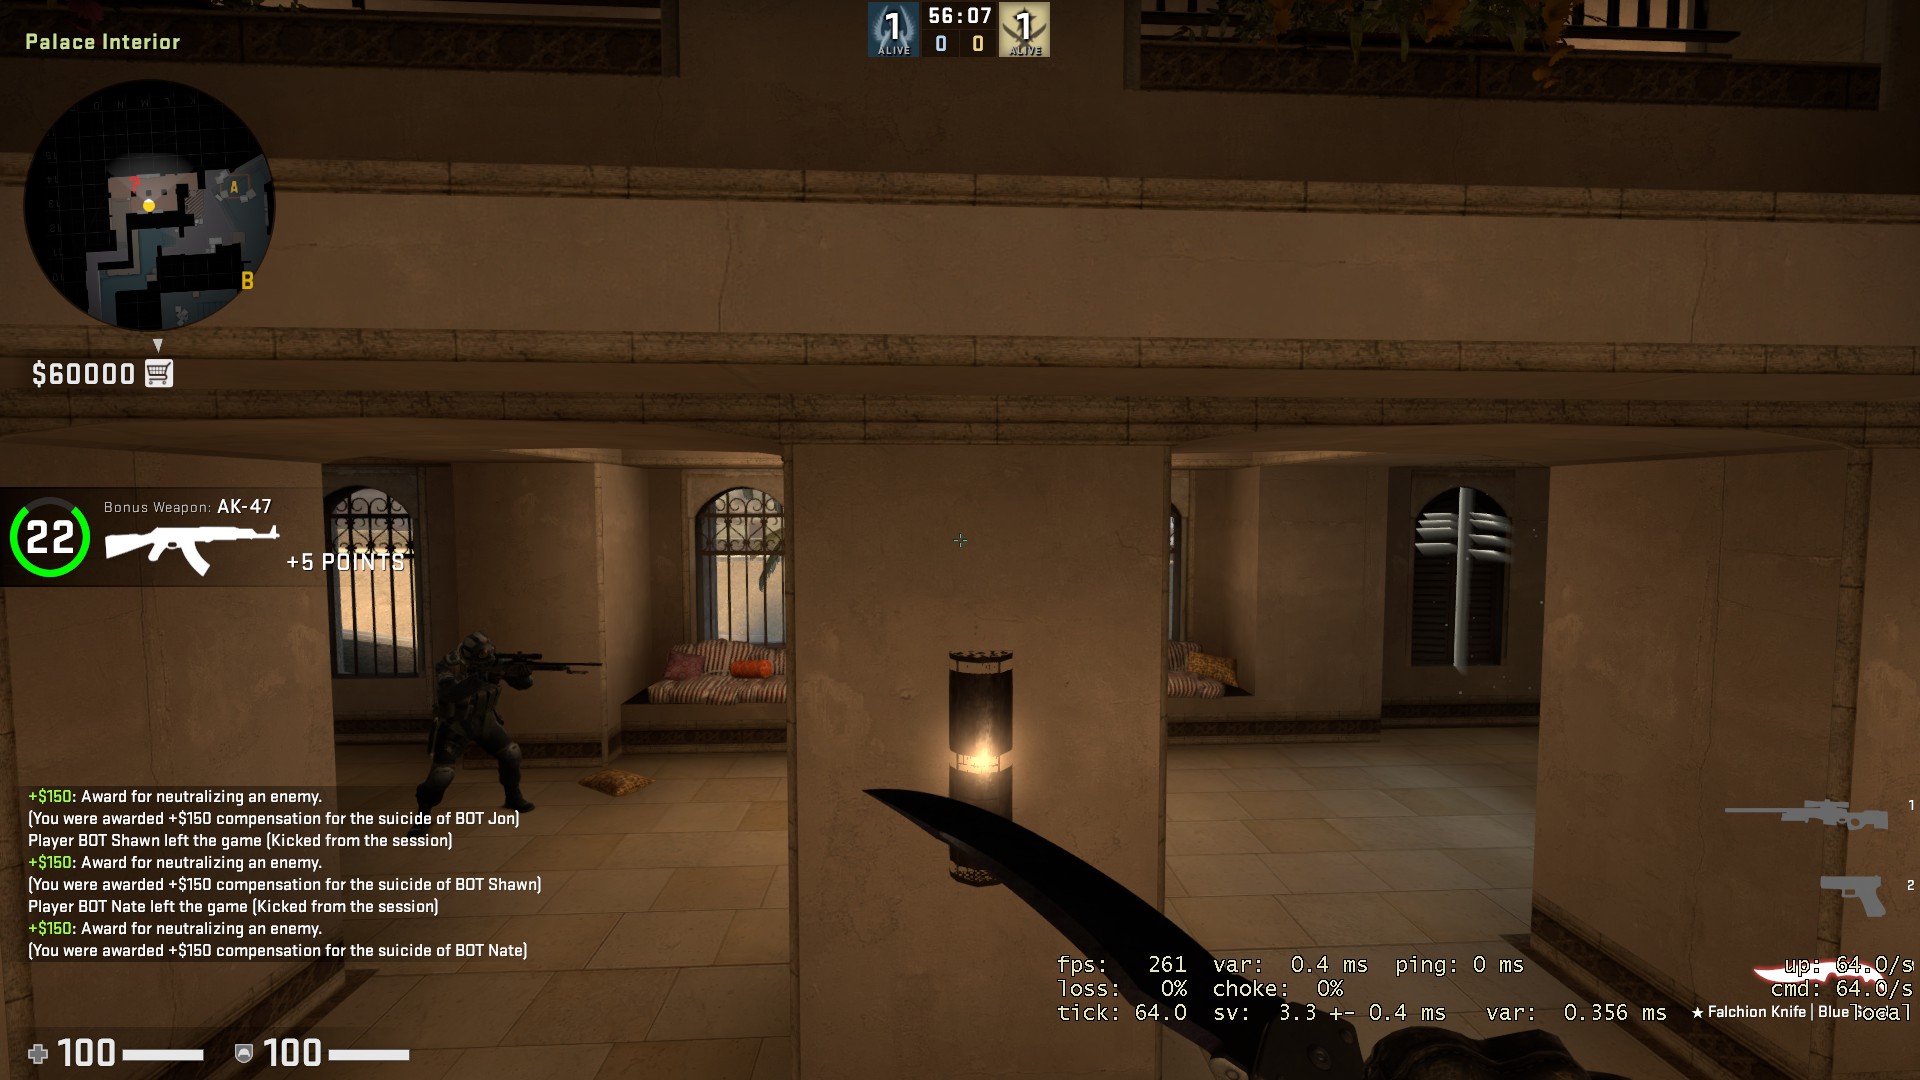 Palace Interior
1 56:07 1
ALIVE 0 0 ALIVE
A
?
B
$60000
Bonus Weapon: AK-47
22
+5 POINTS
+$150: Award for neutralizing an enemy.
(You were awarded +$150 compensation for the suicide of BOT Jon)
Player BOT Shawn left the game (Kicked from the session)
+$150: Award for neutralizing an enemy.
(You were awarded +$150 compensation for the suicide of BOT Shawn)
Player BOT Nate left the game (Kicked from the session)
+$150: Award for neutralizing an enemy.
(You were awarded +$150 compensation for the suicide of BOT Nate)
1
2
fps: 261 var: 0.4 ms ping: 0 ms up: 64.0/s
loss: 0% choke: 0% cmd: 64.0/s
tick: 64.0 sv: 3.3 +- 0.4 ms var: 0.356 ms local
★ Falchion Knife | Blue
100 100